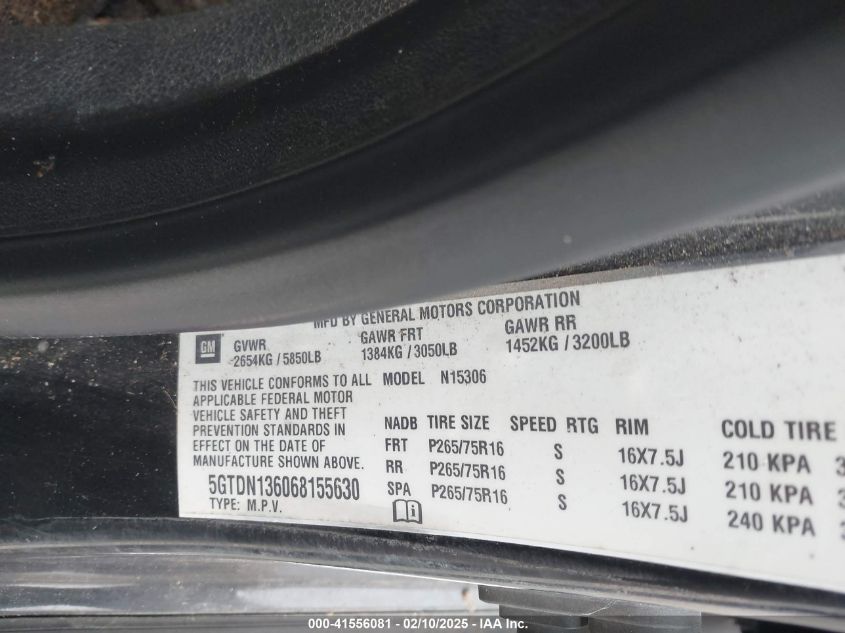 MFD BY GENERAL MOTORS CORPORATION
GM
GVWR GAWR FRT GAWR RR
2654KG / 5850LB 1384KG / 3050LB 1452KG / 3200LB
THIS VEHICLE CONFORMS TO ALL
APPLICABLE FEDERAL MOTOR
VEHICLE SAFETY AND THEFT
PREVENTION STANDARDS IN
EFFECT ON THE DATE OF
MANUFACTURE SHOWN ABOVE.
5GTDN136068155630
TYPE: M.P.V.
MODEL N15306
NADB TIRE SIZE SPEED RTG RIM COLD TIRE
FRT P265/75R16 S 16X7.5J 210 KPA 3
RR P265/75R16 S 16X7.5J 210 KPA 3
SPA P265/75R16 S 16X7.5J 240 KPA 3
000-41556081 - 02/10/2025 - IAAI Inc.